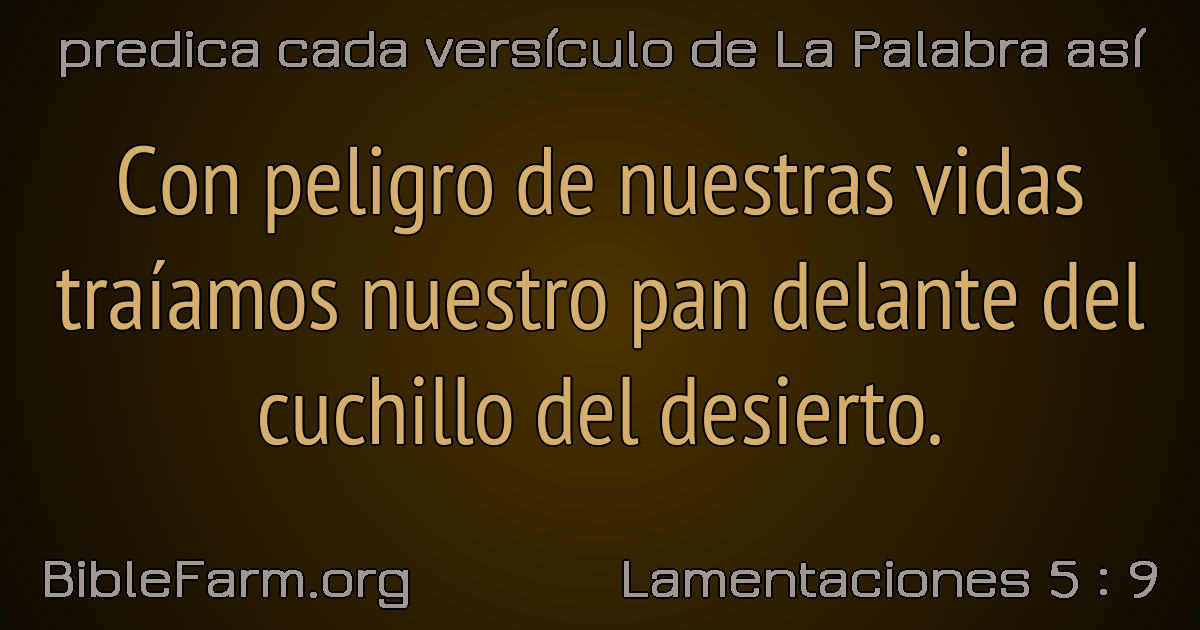 predica cada versículo de La Palabra así
Con peligro de nuestras vidas
traíamos nuestro pan delante del
cuchillo del desierto.
BibleFarm.org
Lamentaciones 5 : 9